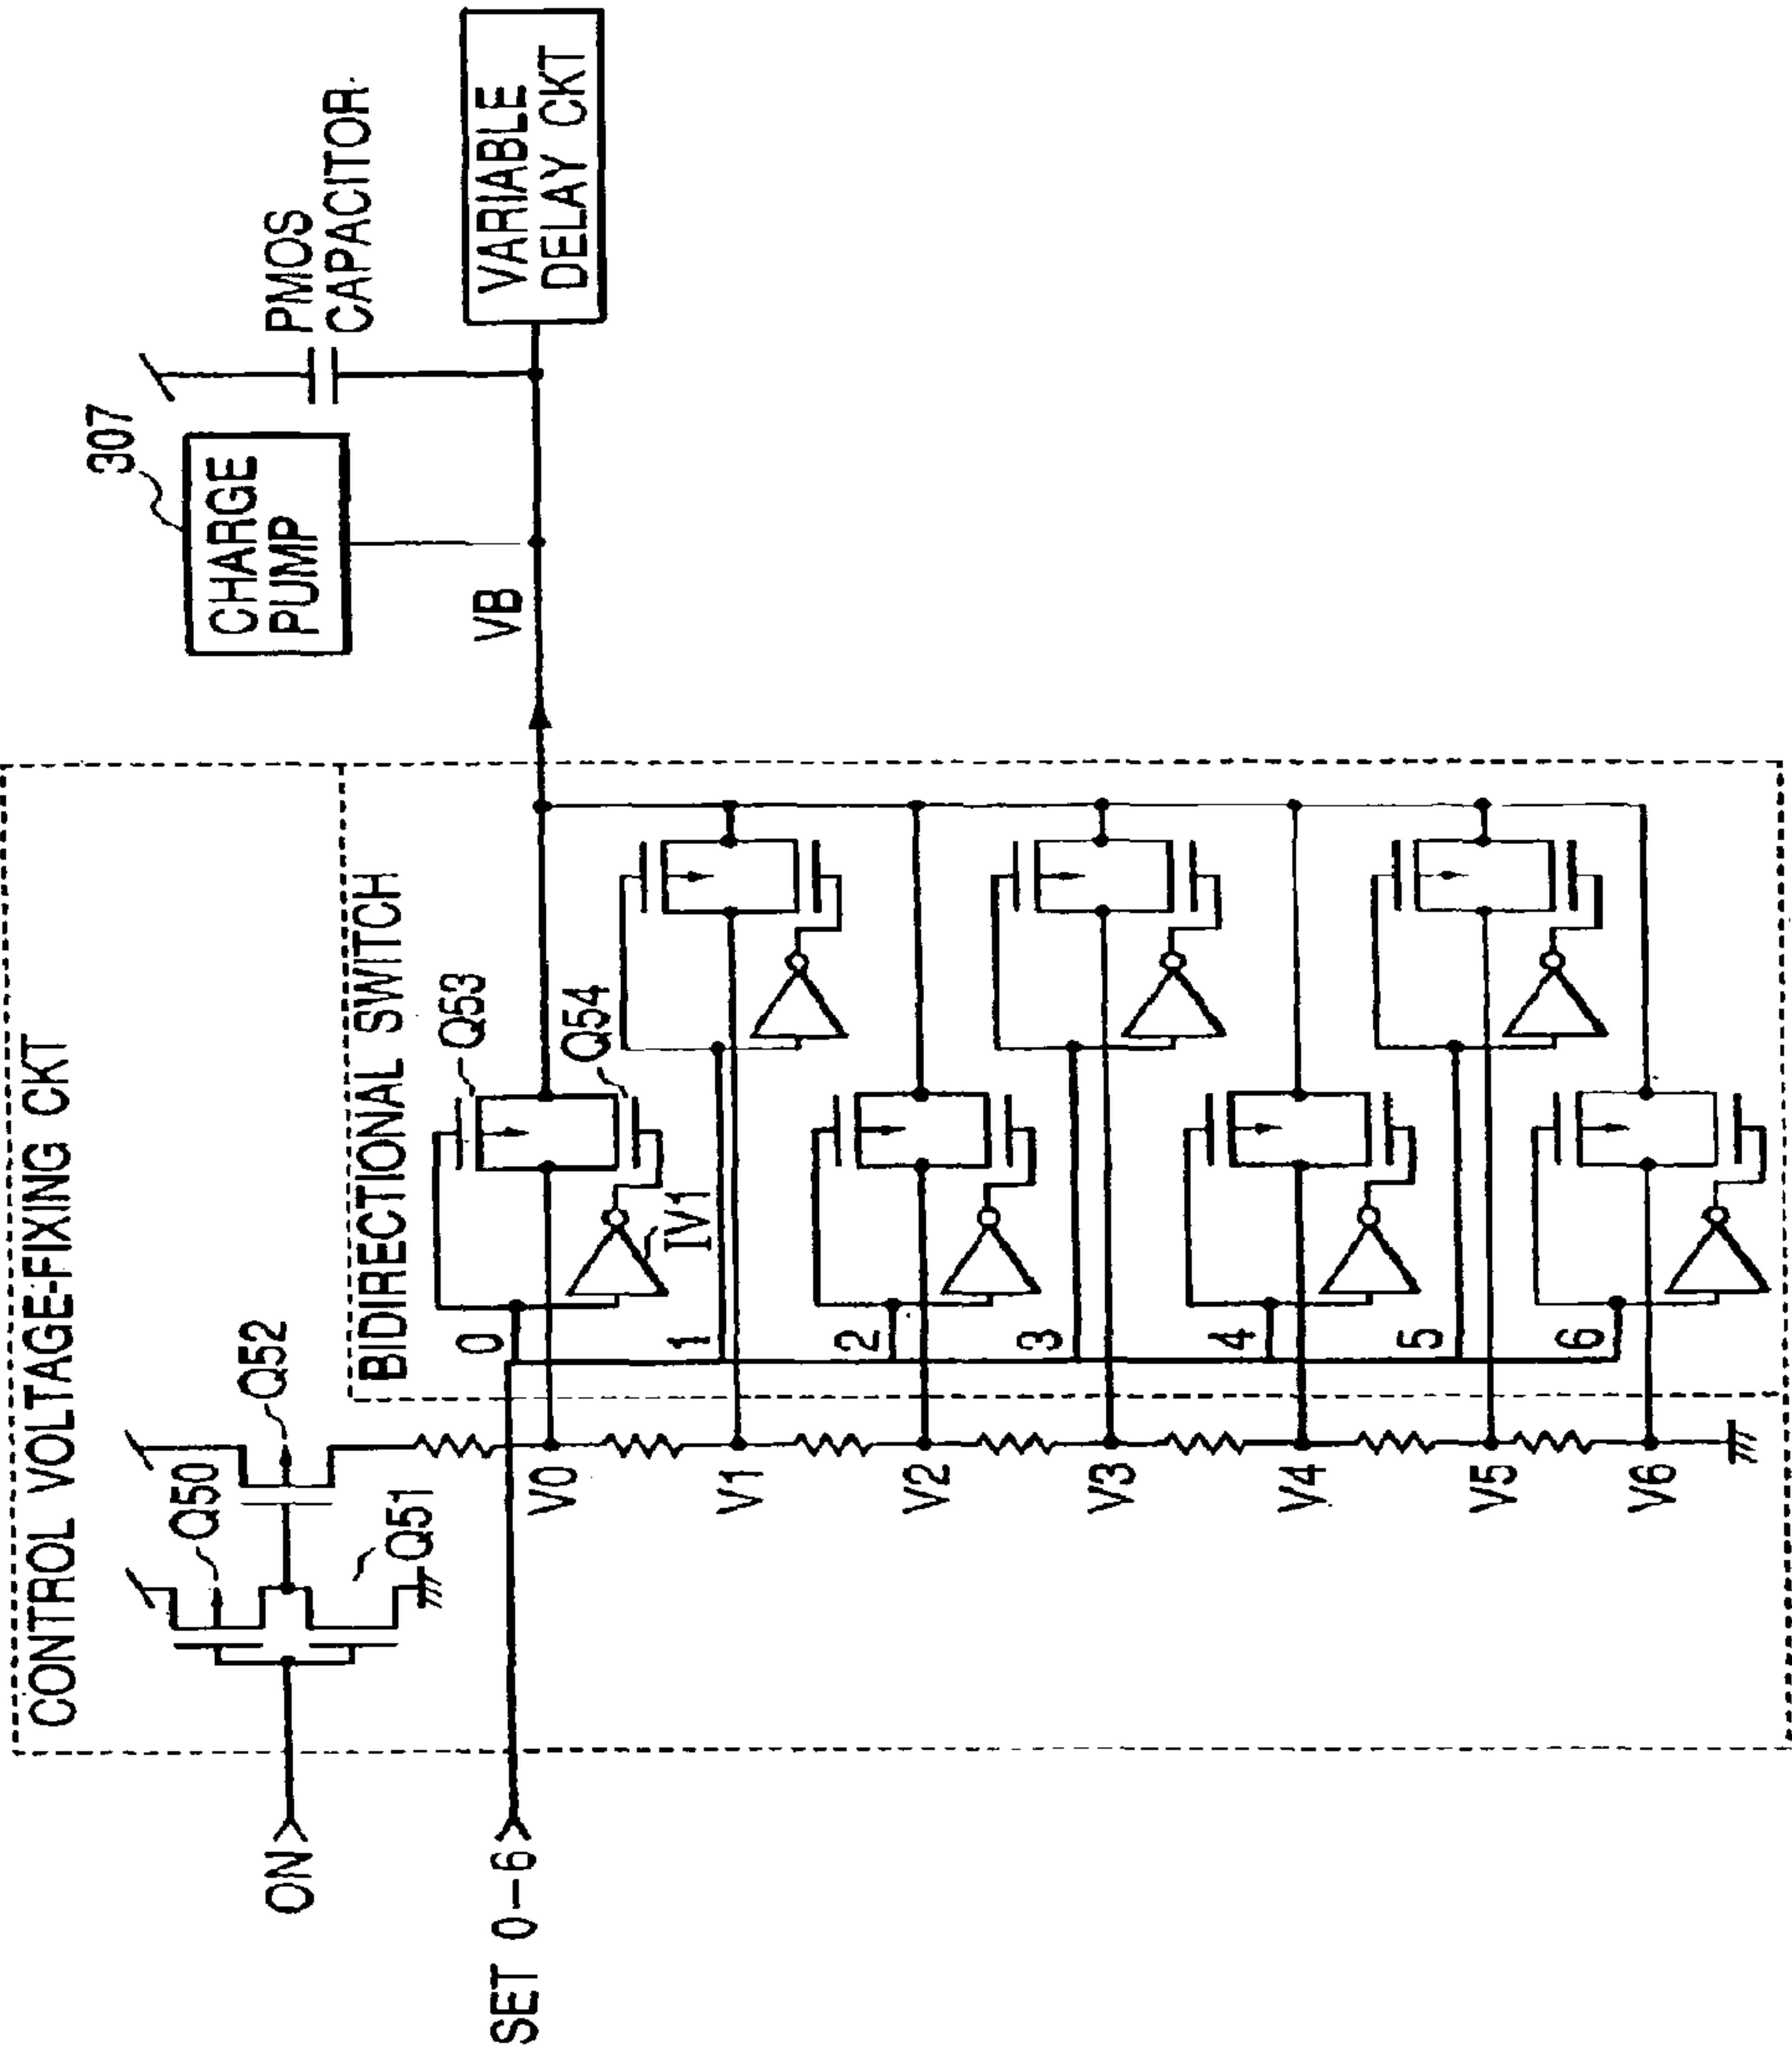 CONTROL VOLTAGE-FIXING CKT
307
CHARGE
PUMP
PMOS
CAPACITOR
VB
VARIABLE
DELAY CKT
ON
Q50
Q51
Q52
BIDIRECTIONAL SWITCH
Q53
Q54
IV1
SET 0-6
0
1
2
3
4
5
6
V0
V1
V2
V3
V4
V5
V6